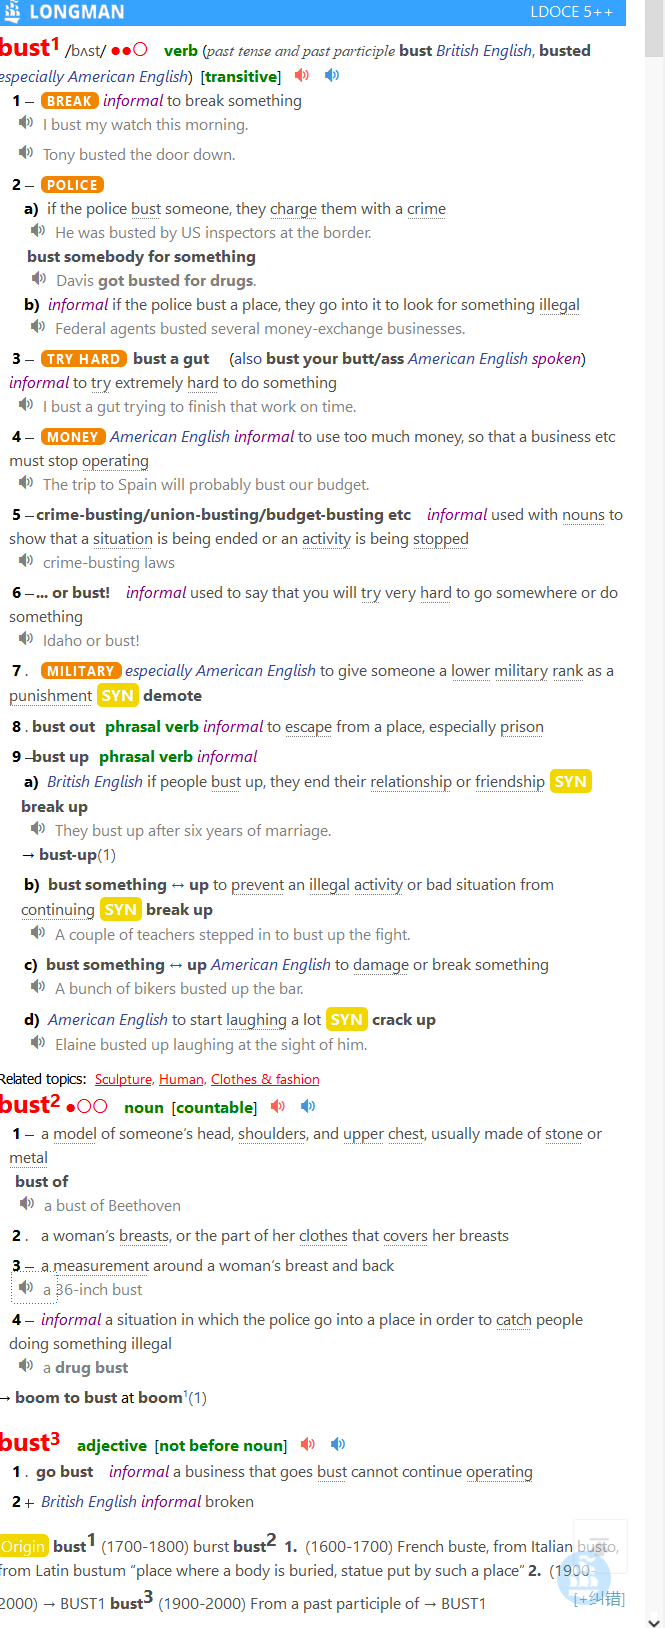 LONGMAN LDOCE 5++
bust1 /bʌst/ ●●○ verb (past tense and past participle bust British English, busted
especially American English) [transitive]
1 – BREAK informal to break something
I bust my watch this morning.
Tony busted the door down.
2 – POLICE
a) if the police bust someone, they charge them with a crime
He was busted by US inspectors at the border.
bust somebody for something
Davis got busted for drugs.
b) informal if the police bust a place, they go into it to look for something illegal
Federal agents busted several money-exchange businesses.
3 – TRY HARD bust a gut (also bust your butt/ass American English spoken)
informal to try extremely hard to do something
I bust a gut trying to finish that work on time.
4 – MONEY American English informal to use too much money, so that a business etc
must stop operating
The trip to Spain will probably bust our budget.
5 –crime-busting/union-busting/budget-busting etc informal used with nouns to
show that a situation is being ended or an activity is being stopped
crime-busting laws
6 –... or bust! informal used to say that you will try very hard to go somewhere or do
something
Idaho or bust!
7 . MILITARY especially American English to give someone a lower military rank as a
punishment SYN demote
8 . bust out phrasal verb informal to escape from a place, especially prison
9 –bust up phrasal verb informal
a) British English if people bust up, they end their relationship or friendship SYN
break up
They bust up after six years of marriage.
→ bust-up(1)
b) bust something ↔ up to prevent an illegal activity or bad situation from
continuing SYN break up
A couple of teachers stepped in to bust up the fight.
c) bust something ↔ up American English to damage or break something
A bunch of bikers busted up the bar.
d) American English to start laughing a lot SYN crack up
Elaine busted up laughing at the sight of him.
Related topics: Sculpture, Human, Clothes & fashion
bust2 ●○○ noun [countable]
1 – a model of someone’s head, shoulders, and upper chest, usually made of stone or
metal
bust of
a bust of Beethoven
2 . a woman’s breasts, or the part of her clothes that covers her breasts
3 – a measurement around a woman’s breast and back
a 36-inch bust
4 – informal a situation in which the police go into a place in order to catch people
doing something illegal
a drug bust
→ boom to bust at boom1(1)
bust3 adjective [not before noun]
1 . go bust informal a business that goes bust cannot continue operating
2 + British English informal broken
Origin bust1 (1700-1800) burst bust2 1. (1600-1700) French buste, from Italian busto,
from Latin bustum “place where a body is buried, statue put by such a place” 2. (1900-
2000) → BUST1 bust3 (1900-2000) From a past participle of → BUST1 [+纠错]